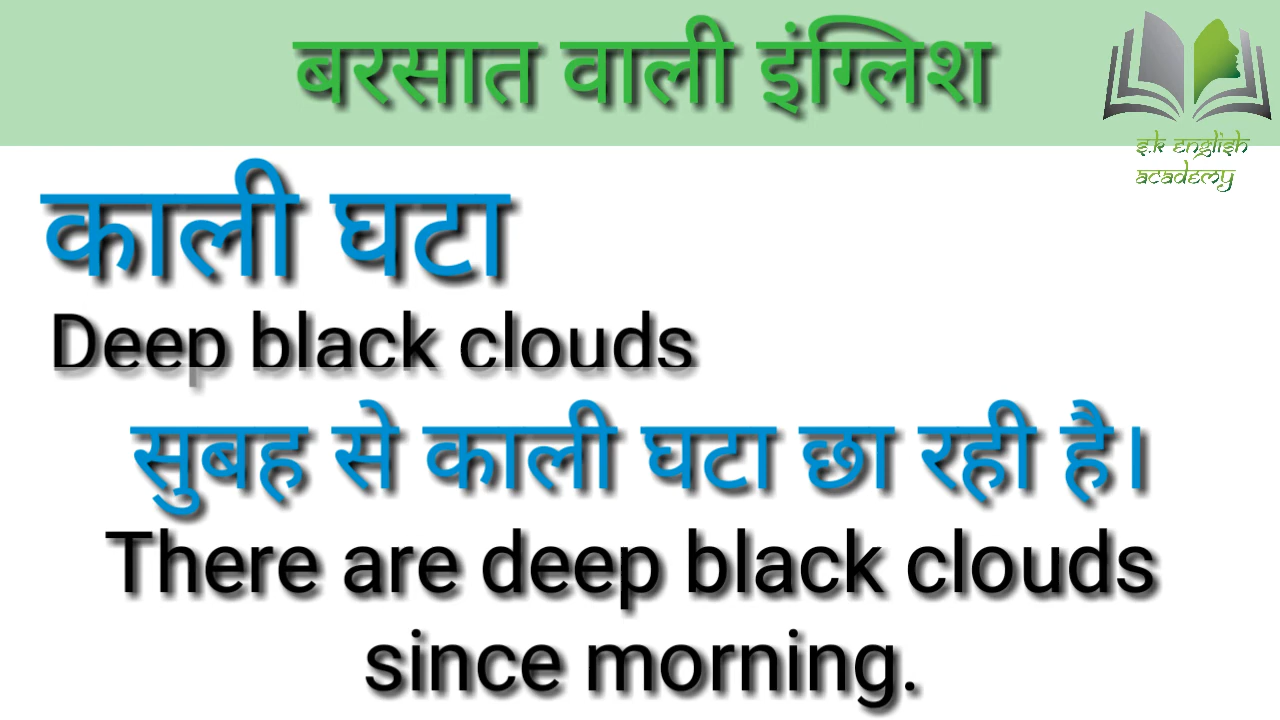 बरसात वाली इंग्लिश
s.k english
academy
काली घटा
Deep black clouds
सुबह से काली घटा छा रही है।
There are deep black clouds
since morning.